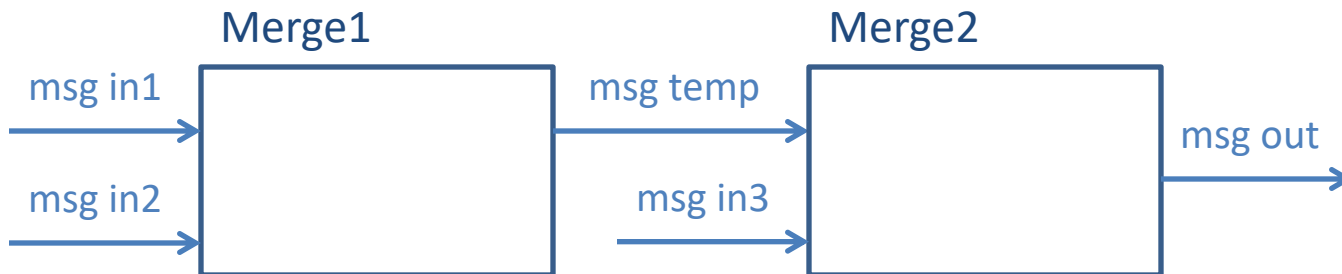 Merge1
Merge2
msg in1
msg temp
msg out
msg in2
msg in3